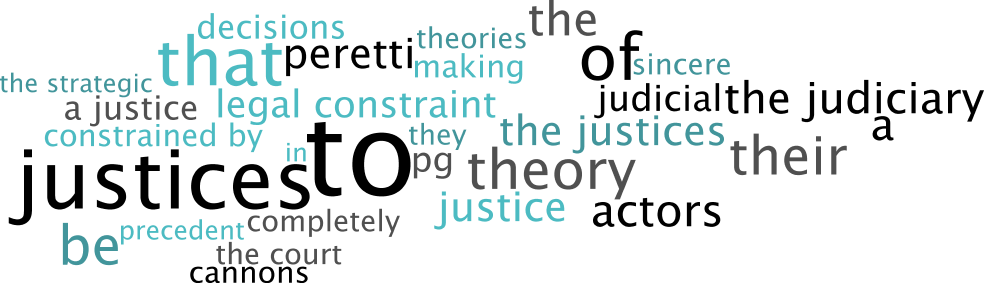 decisions
the
that
peretti
theories
of
making
sincere
the strategic
a justice
legal constraint
judicial
the judiciary
constrained by
they
the justices
a
in
to
justices
pg
theory
their
justice
actors
be
precedent
completely
the court
cannons